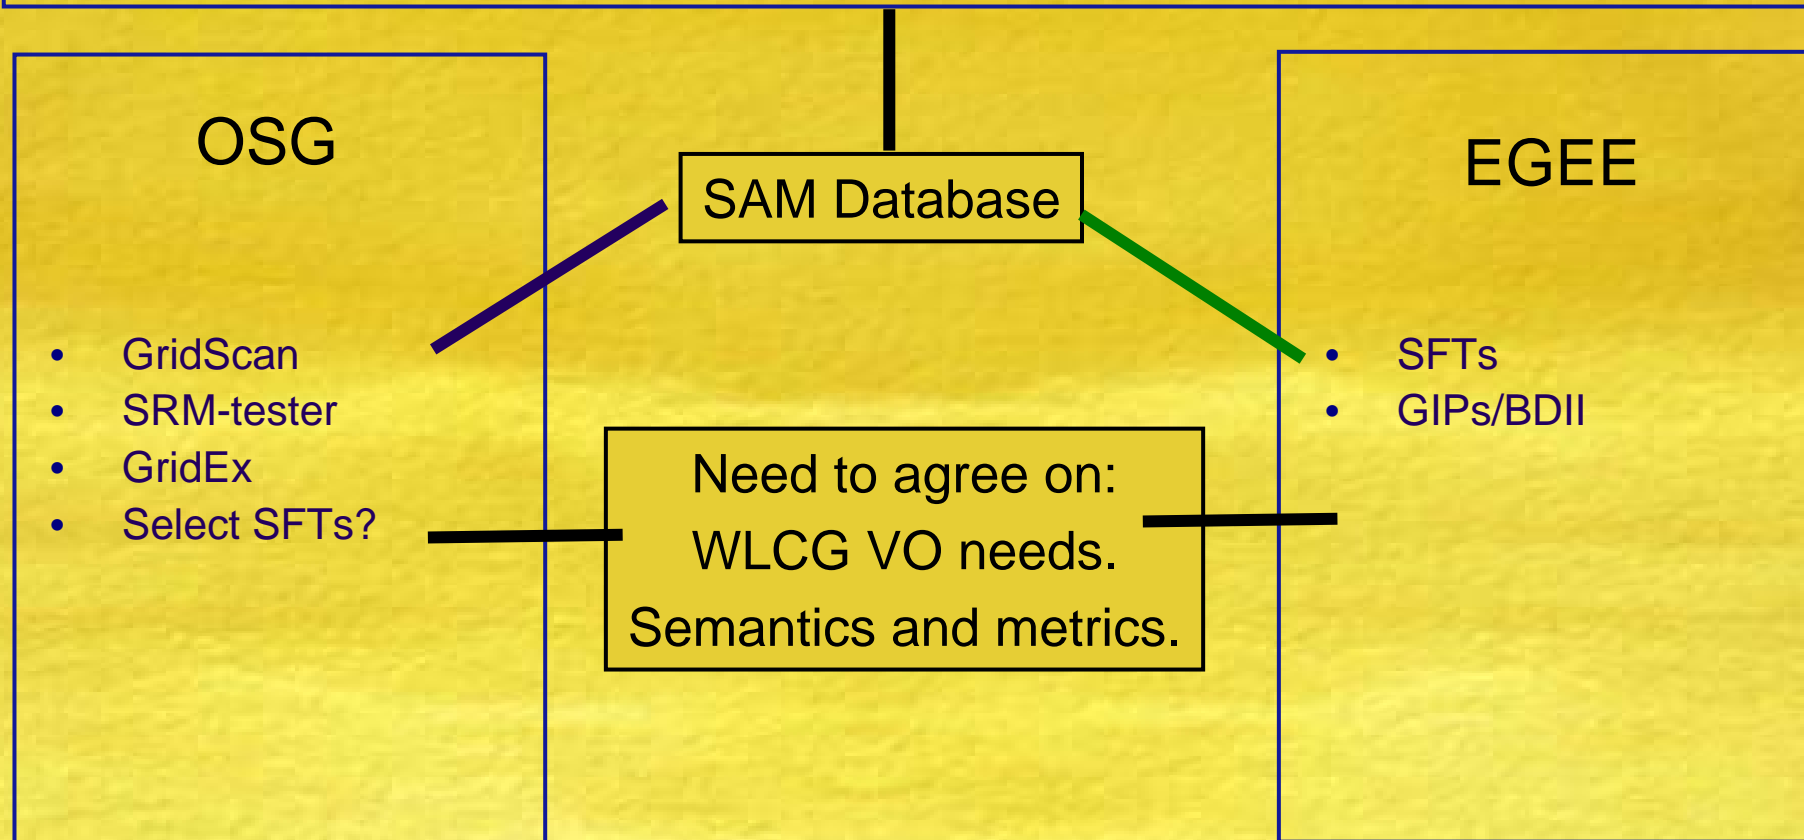 OSG
SAM Database
EGEE
• GridScan
• SRM-tester
• GridEx
• Select SFTs?
• SFTs
• GIPs/BDII
Need to agree on:
WLCG VO needs.
Semantics and metrics.